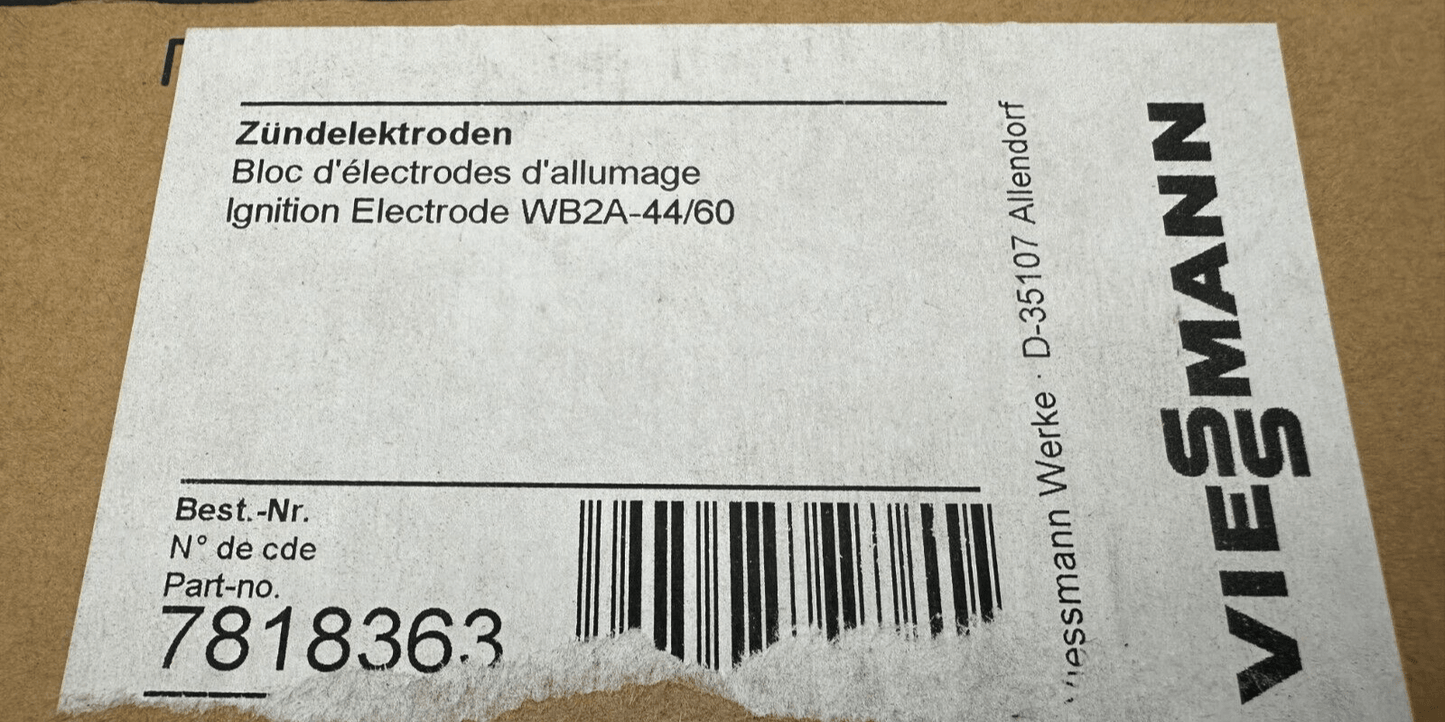 Zündelektroden
Bloc d'électrodes d'allumage
Ignition Electrode WB2A-44/60
Best.-Nr.
N° de cde
Part-no.
7818363
Viessmann Werke · D-35107 Allendorf
VIESSMANN